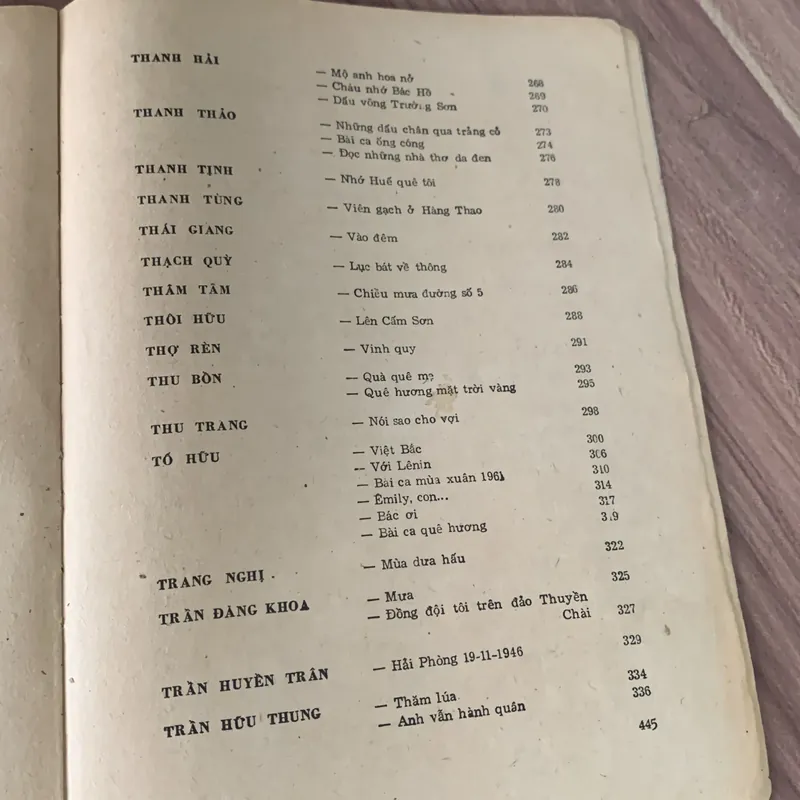 THANH HẢI
— Mộ anh hoa nở 268
— Cháu nhớ Bác Hồ 269
— Dấu võng Trường Sơn 270
THANH THẢO
— Những dấu chân qua trảng cỏ 273
— Bài ca ống cóng 274
— Đọc những nhà thơ da đen 276
THANH TỊNH — Nhớ Huế quê tôi 278
THANH TÙNG — Viên gạch ở Hàng Thao 280
THÁI GIANG — Vào đêm 282
THẠCH QUỲ — Lục bát về thông 284
THÂM TÂM — Chiều mưa đường số 5 286
THÔI HỮU — Lên Cấm Sơn 288
THỢ RÈN — Vinh quy 291
THU BỒN — Quà quê mẹ 293
— Quê hương mặt trời vàng 295
THU TRANG — Nói sao cho vợi 298
TỐ HỮU — Việt Bắc 300
— Với Lênin 306
— Bài ca mùa xuân 1961 310
— Êmily, con... 314
— Bác ơi 317
— Bài ca quê hương 3.9
TRANG NGHỊ — Mùa dưa hấu 322
TRẦN ĐĂNG KHOA — Mưa 325
— Đồng đội tôi trên đảo Thuyền
Chài 327
TRẦN HUYỀN TRÂN — Hải Phòng 19-11-1946 329
TRẦN HỮU THUNG — Thăm lúa 334
— Anh vẫn hành quân 336
445